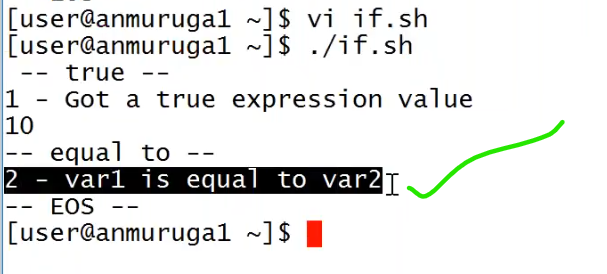 [user@anmuruga1 ~]$ vi if.sh
[user@anmuruga1 ~]$ ./if.sh
 -- true --
1 - Got a true expression value
10
-- equal to --
2 - var1 is equal to var2
-- EOS --
[user@anmuruga1 ~]$